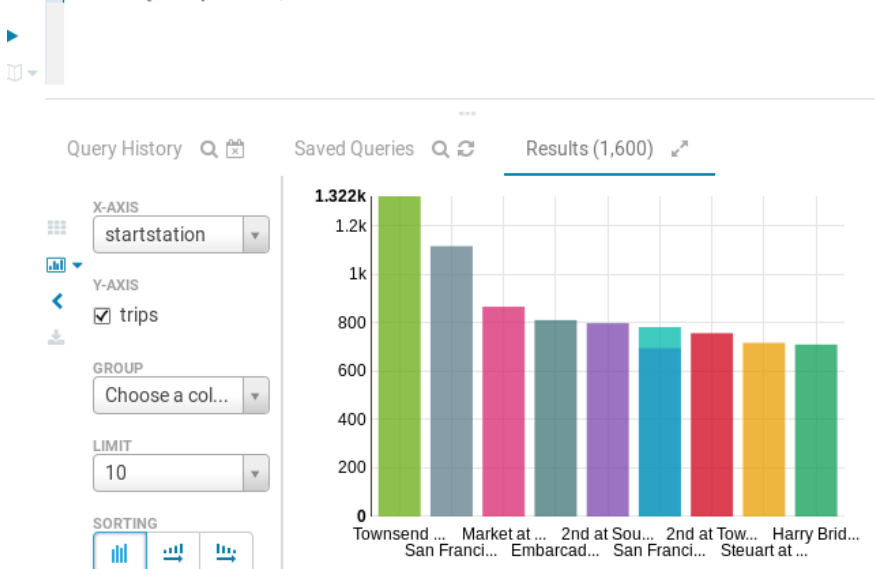 Query History
Saved Queries
Results (1,600)
X-AXIS
startstation
Y-AXIS
trips
GROUP
Choose a col...
LIMIT
10
SORTING
1.322k
1.2k
1k
800
600
400
200
0
Townsend ... Market at ... 2nd at Sou... 2nd at Tow... Harry Brid...
San Franci... Embarcad... San Franci... Steuart at ...